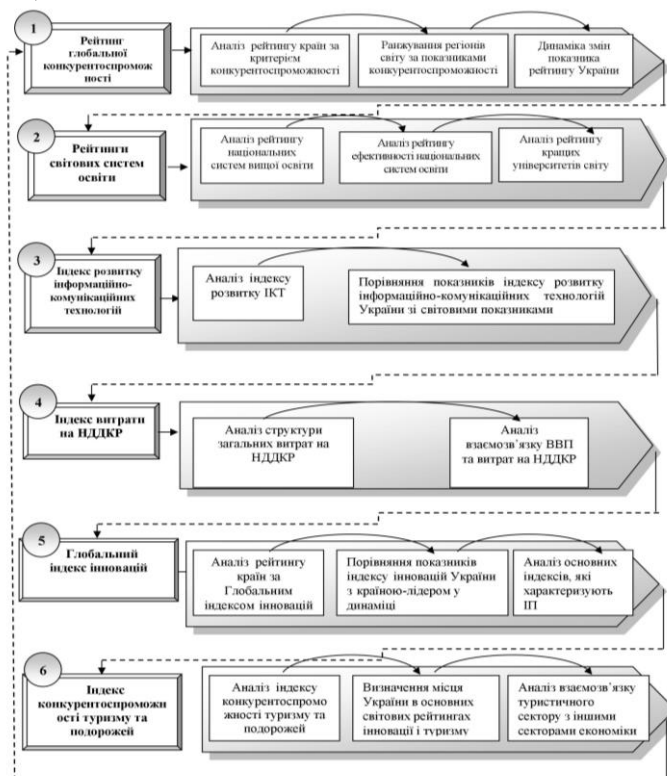 1
Рейтинг
глобальної
конкурентоспромож
ності
Аналіз рейтингу країн за
критерієм
конкурентоспроможності
Ранжування регіонів
світу за показниками
конкурентоспроможності
Динаміка змін
показника
рейтингу України
2
Рейтинги
світових систем
освіти
Аналіз рейтингу
національних
систем вищої освіти
Аналіз рейтингу
ефективності національних
систем освіти
Аналіз рейтингу
кращих
університетів світу
3
Індекс розвитку
інформаційно-
комунікаційних
технологій
Аналіз індексу
розвитку ІКТ
Порівняння показників індексу розвитку
інформаційно-комунікаційних технологій
України зі світовими показниками
4
Індекс витрати
на НДДКР
Аналіз структури
загальних витрат на
НДДКР
Аналіз
взаємозв'язку ВВП
та витрат на НДДКР
5
Глобальний
індекс інновацій
Аналіз рейтингу
країн за
Глобальним
індексом інновацій
Порівняння показників
індексу інновацій України
з країною-лідером у
динаміці
Аналіз основних
індексів, які
характеризують
ІП
6
Індекс
конкурентоспроможн
ості туризму та
подорожей
Аналіз індексу
конкурентоспромо
жності туризму та
подорожей
Визначення місця
України в основних
світових рейтингах
інновації і туризму
Аналіз взаємозв'язку
туристичного
сектору з іншими
секторами економіки